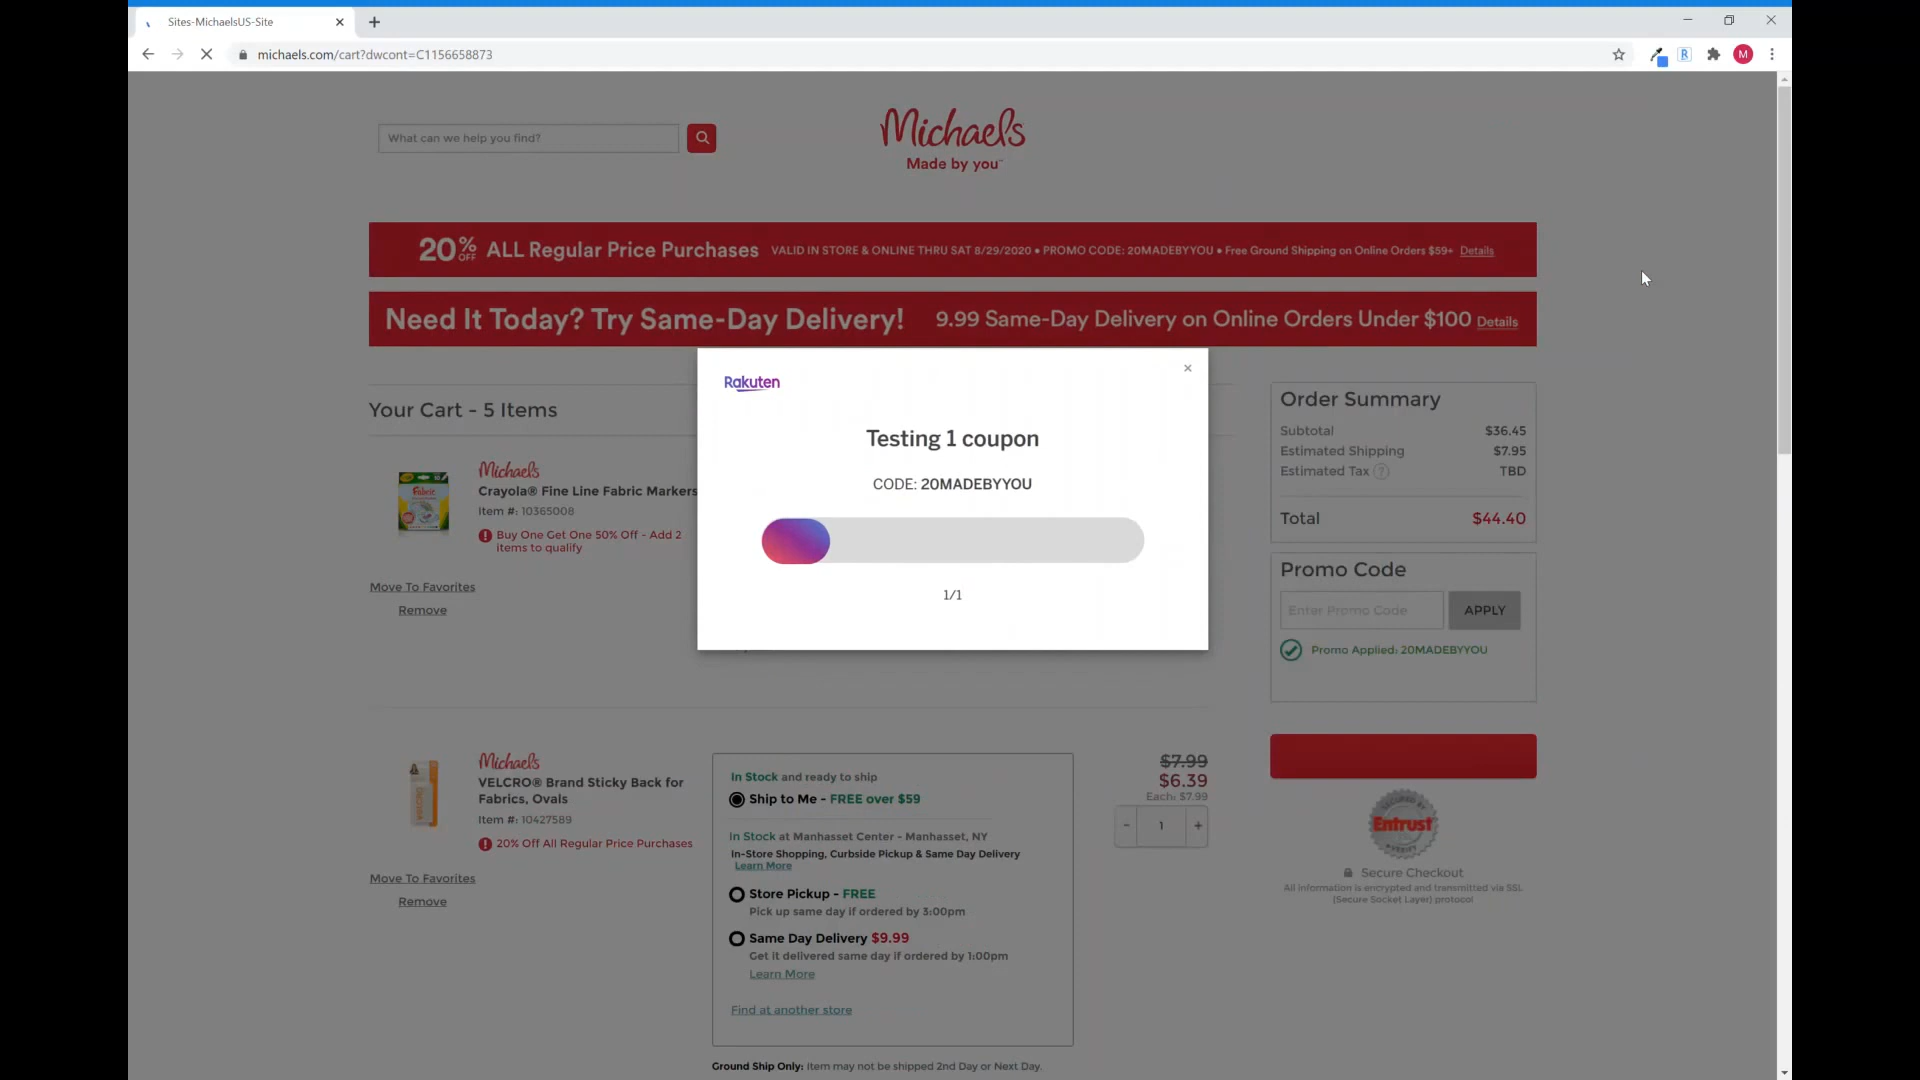 Sites-MichaelsUS-Site
michaels.com/cart?dwcont=C1156658873
R
M
What can we help you find?
Michaels
Made by you™
20% OFF ALL Regular Price Purchases VALID IN STORE & ONLINE THRU SAT 8/29/2020 • PROMO CODE: 20MADEBYYOU • Free Ground Shipping on Online Orders $59+ Details
Need It Today? Try Same-Day Delivery! 9.99 Same-Day Delivery on Online Orders Under $100 Details
Rakuten
Testing 1 coupon
CODE: 20MADEBYYOU
1/1
Your Cart - 5 Items
Michaels
Crayola® Fine Line Fabric Markers
Item #: 10365008
Buy One Get One 50% Off - Add 2
items to qualify
Move To Favorites
Remove
Order Summary
Subtotal $36.45
Estimated Shipping $7.95
Estimated Tax ? TBD
Total $44.40
Promo Code
Enter Promo Code APPLY
Promo Applied: 20MADEBYYOU
Michaels
VELCRO® Brand Sticky Back for
Fabrics, Ovals
Item #: 10427589
20% Off All Regular Price Purchases
Move To Favorites
Remove
In Stock and ready to ship
Ship to Me - FREE over $59
In Stock at Manhasset Center - Manhasset, NY
In-Store Shopping, Curbside Pickup & Same Day Delivery
Learn More
Store Pickup - FREE
Pick up same day if ordered by 3:00pm
Same Day Delivery $9.99
Get it delivered same day if ordered by 1:00pm
Learn More
Find at another store
Ground Ship Only: Item may not be shipped 2nd Day or Next Day.
$7.99
$6.39
Each: $7.99
- 1 +
SECURED BY
Entrust
VERIFY
Secure Checkout
All information is encrypted and transmitted via SSL
(Secure Socket Layer) protocol